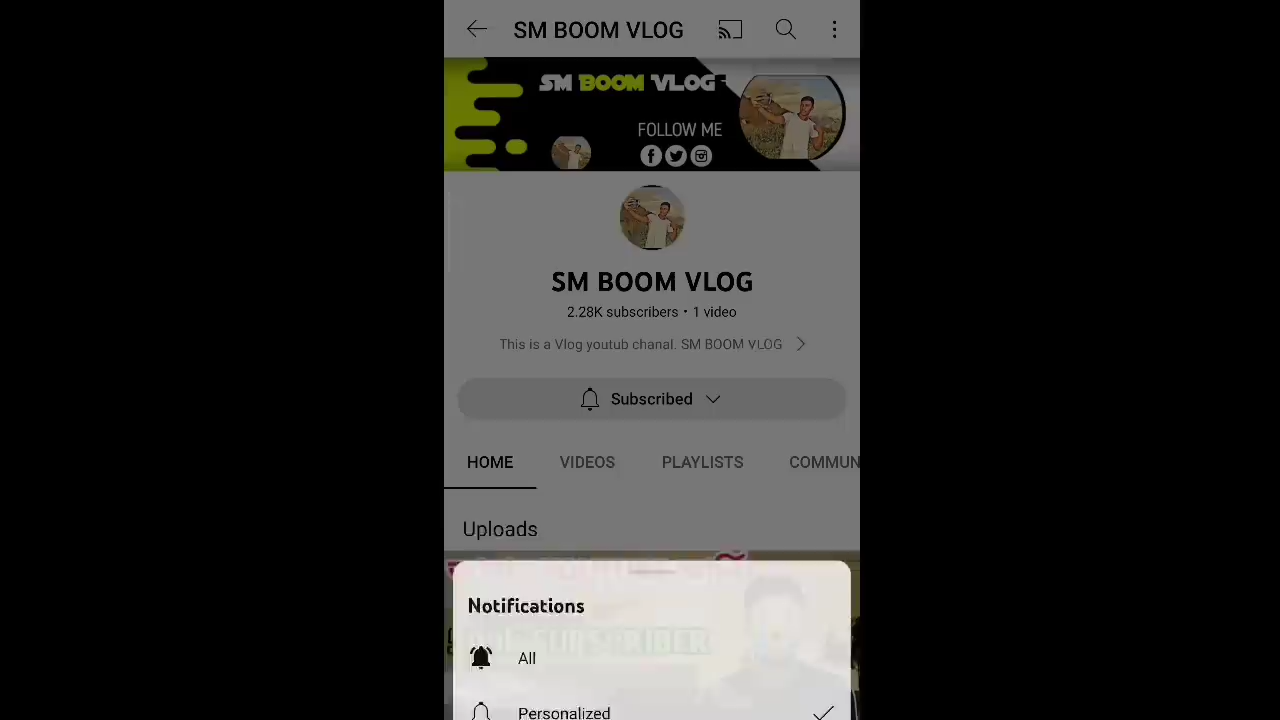 SM BOOM VLOG
SM BOOM VLOG
FOLLOW ME
SM BOOM VLOG
2.28K subscribers • 1 video
This is a Vlog youtub chanal. SM BOOM VLOG
Subscribed
HOME VIDEOS PLAYLISTS COMMUN
Uploads
Notifications
SUBSCRIBER
All
Personalized